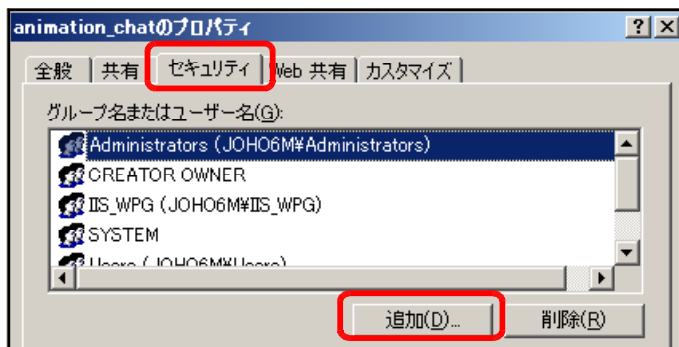 animation_chatのプロパティ
全般 共有 セキュリティ Web 共有 カスタマイズ
グループ名またはユーザー名(G):
Administrators (JOHO6M¥Administrators)
CREATOR OWNER
IIS_WPG (JOHO6M¥IIS_WPG)
SYSTEM
Users (JOHO6M¥Users)
追加(D)... 削除(R)